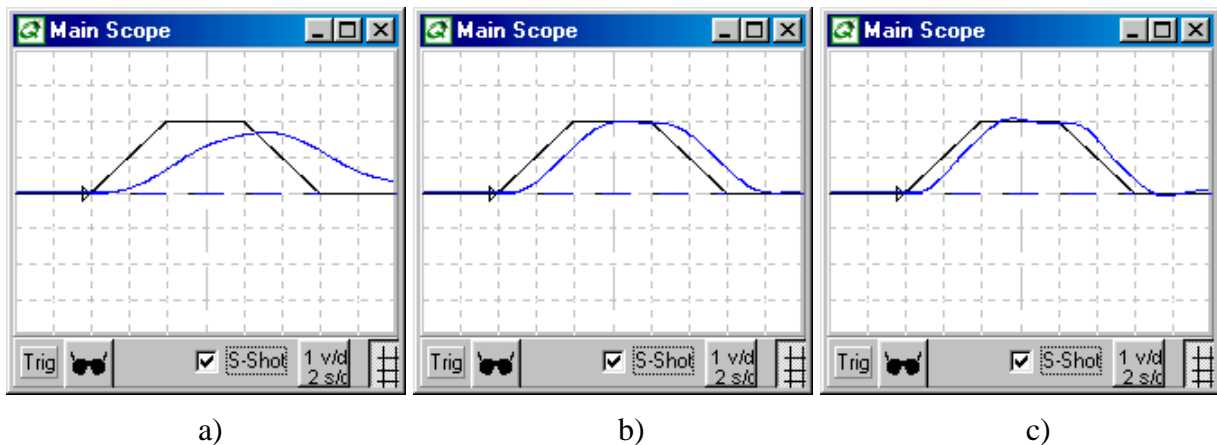 Main Scope
Main Scope
Main Scope
Trig S-Shot 1 v/d
2 s/d
Trig S-Shot 1 v/d
2 s/d
Trig S-Shot 1 v/d
2 s/d
a) b) c)